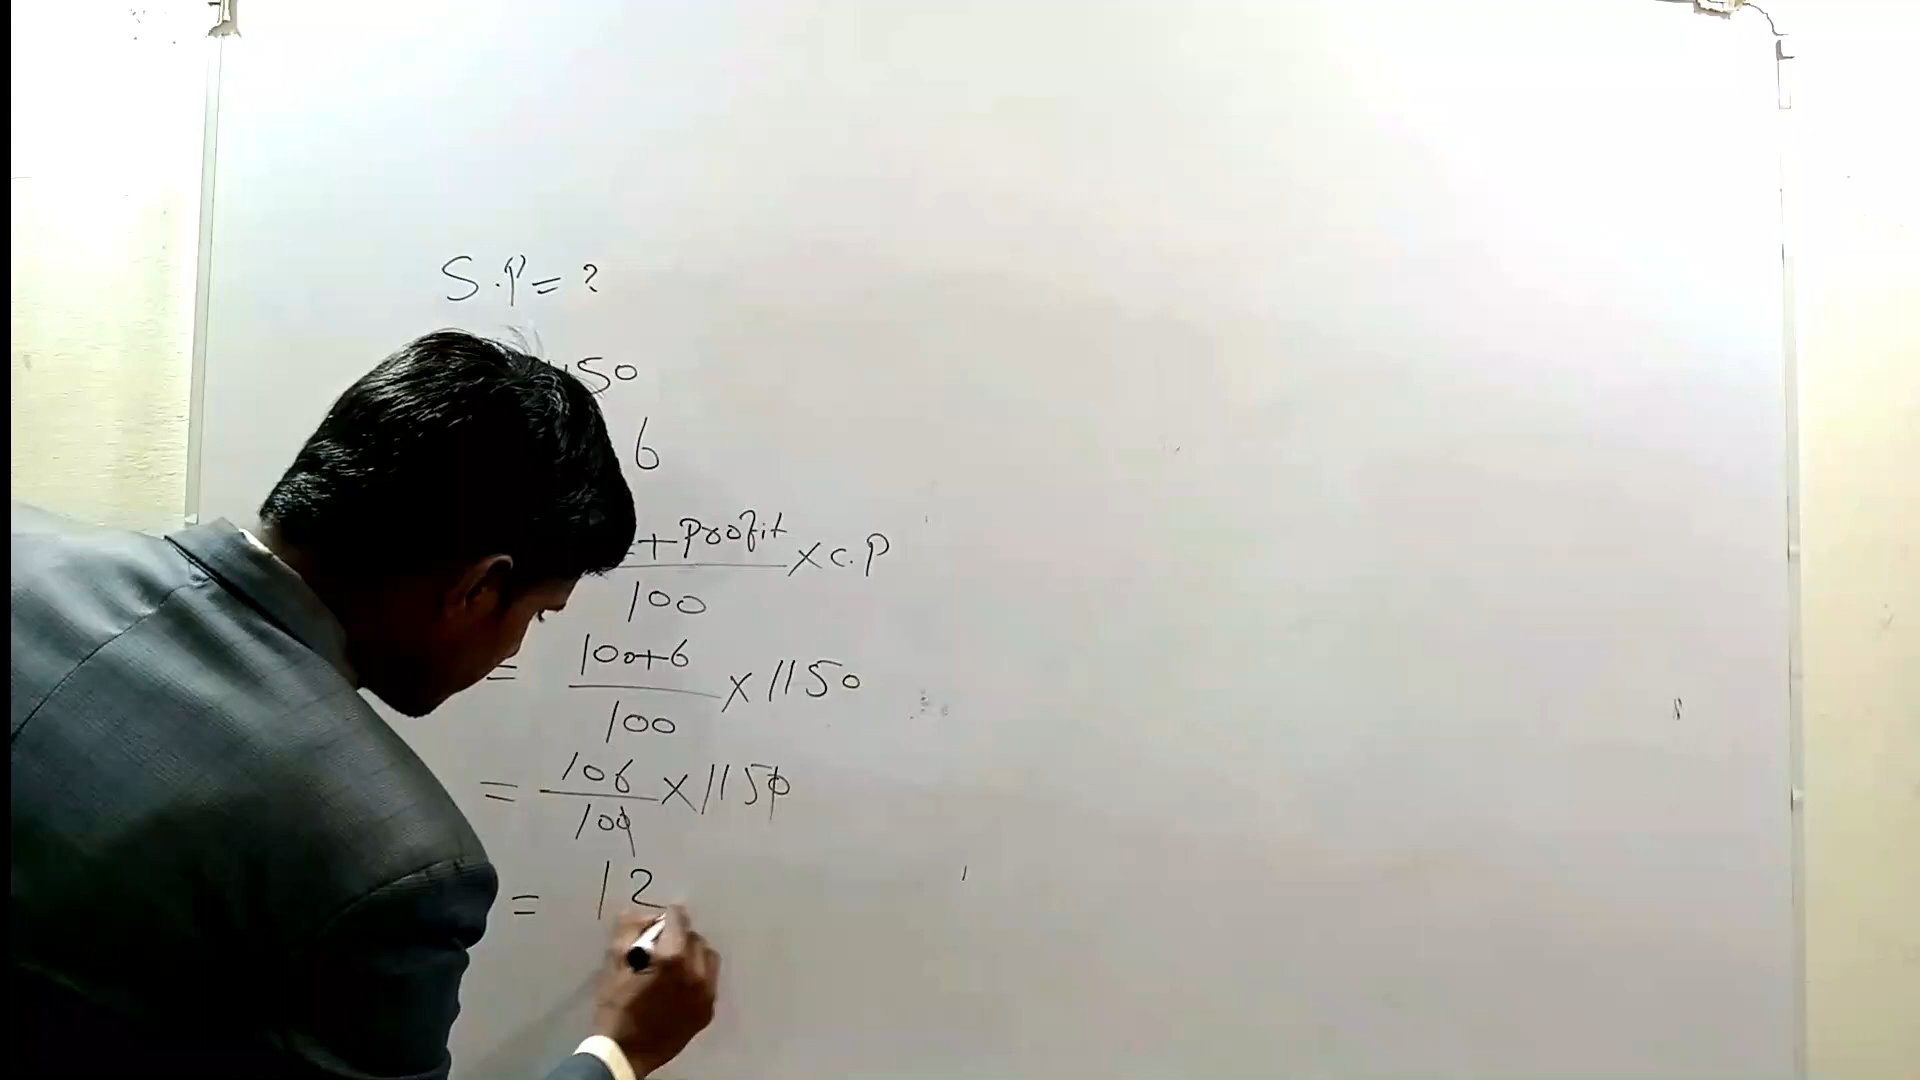 S.P = ?
150
6
+ Profit
100 × C.P
= 100+6
100 × 1150
= 106
100 × 1150
= 12